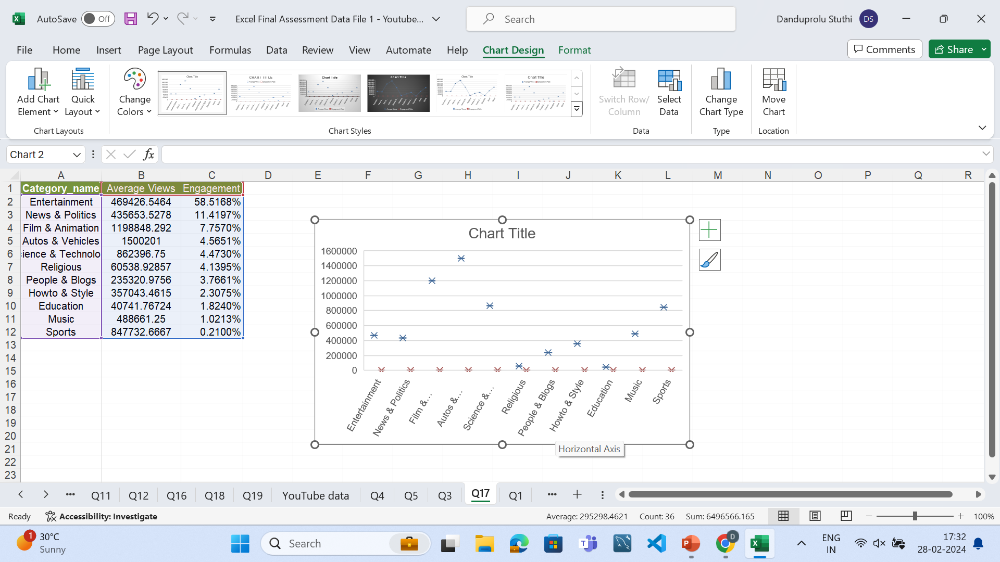 AutoSave Off Excel Final Assessment Data File 1 - Youtube... Search Danduprolu Stuthi DS
File Home Insert Page Layout Formulas Data Review View Automate Help Chart Design Format Comments Share
Add Chart Element Quick Layout Change Colors Switch Row/ Column Select Data Change Chart Type Move Chart
Chart Layouts Chart Styles Data Type Location
Chart 2 fx
A B C D E F G H I J K L M N O P Q R
1 Category_name Average Views Engagement
2 Entertainment 469426.5464 58.5168%
3 News & Politics 435653.5278 11.4197%
4 Film & Animation 1198848.292 7.7570%
5 Autos & Vehicles 1500201 4.5651%
6 ience & Technolo 862396.75 4.4730%
7 Religious 60538.92857 4.1395%
8 People & Blogs 235320.9756 3.7661%
9 Howto & Style 357043.4615 2.3075%
10 Education 40741.76724 1.8240%
11 Music 488661.25 1.0213%
12 Sports 847732.6667 0.2100%
13
14
15
16
17
18
19
20
21
22
23
Chart Title
1600000
1400000
1200000
1000000
800000
600000
400000
200000
0
Entertainment News & Politics Film &... Autos &... Science &... Religious People & Blogs Howto & Style Education Music Sports
Horizontal Axis
Q11 Q12 Q16 Q18 Q19 YouTube data Q4 Q5 Q3 Q17 Q1
Ready Accessibility: Investigate Average: 295298.4621 Count: 36 Sum: 6496566.165 100%
1 30°C Search D ENG 17:32
Sunny IN 28-02-2024